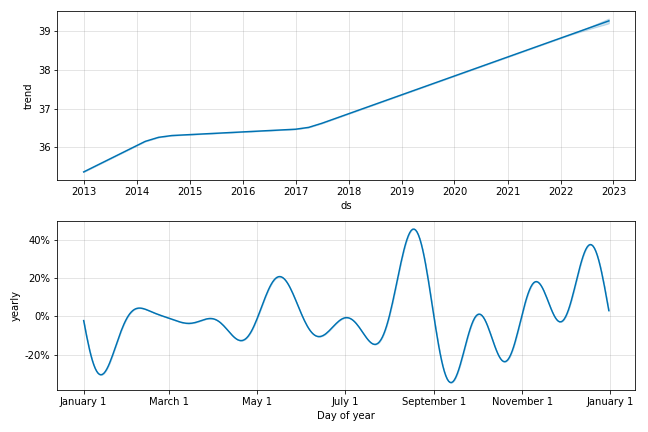 39
38
37
36
trend
2013 2014 2015 2016 2017 2018 2019 2020 2021 2022 2023
ds
40%
20%
0%
-20%
yearly
January 1 March 1 May 1 July 1 September 1 November 1 January 1
Day of year